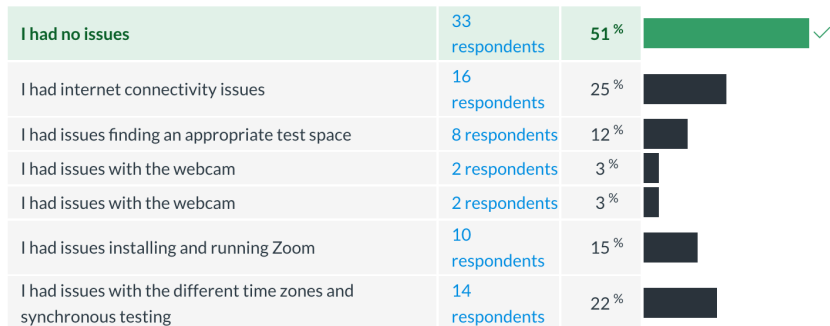 I had no issues 33 respondents 51 %
I had internet connectivity issues 16 respondents 25 %
I had issues finding an appropriate test space 8 respondents 12 %
I had issues with the webcam 2 respondents 3 %
I had issues with the webcam 2 respondents 3 %
I had issues installing and running Zoom 10 respondents 15 %
I had issues with the different time zones and
synchronous testing 14 respondents 22 %